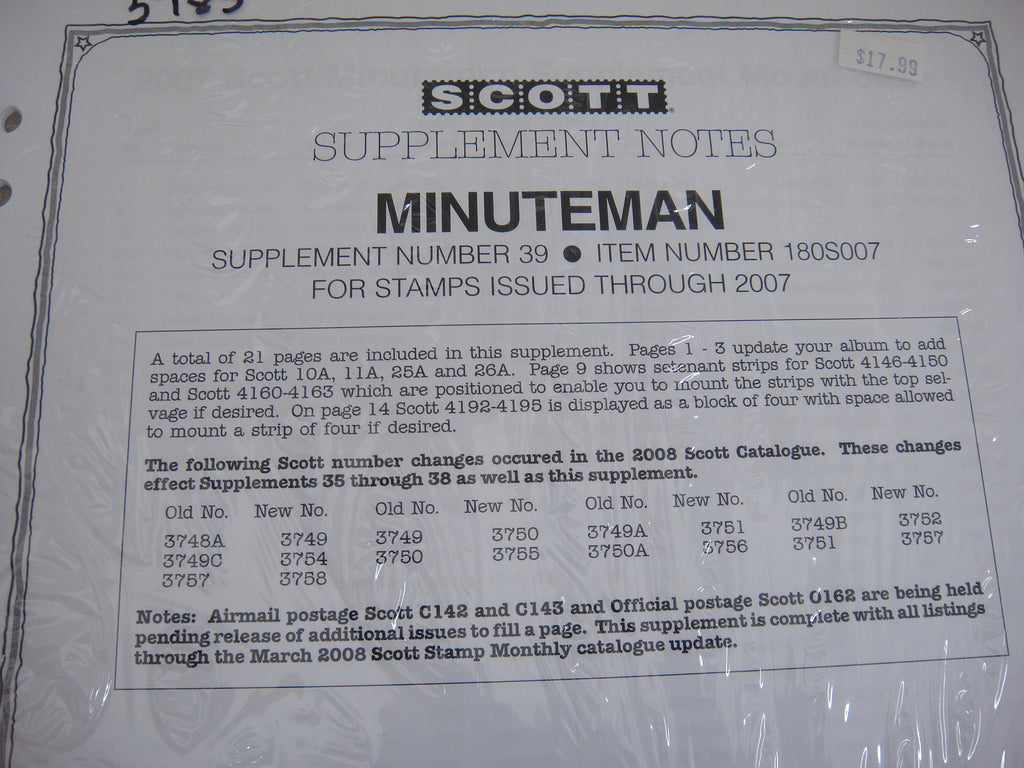 5785
$17.99
SCOTT
SUPPLEMENT NOTES
MINUTEMAN
SUPPLEMENT NUMBER 39 ● ITEM NUMBER 180S007
FOR STAMPS ISSUED THROUGH 2007
A total of 21 pages are included in this supplement. Pages 1 - 3 update your album to add
spaces for Scott 10A, 11A, 25A and 26A. Page 9 shows setenant strips for Scott 4146-4150
and Scott 4160-4163 which are positioned to enable you to mount the strips with the top sel-
vage if desired. On page 14 Scott 4192-4195 is displayed as a block of four with space allowed
to mount a strip of four if desired.
The following Scott number changes occured in the 2008 Scott Catalogue. These changes
effect Supplements 35 through 38 as well as this supplement.
Old No. New No. Old No. New No. Old No. New No. Old No. New No.
3748A 3749 3749 3750 3749A 3751 3749B 3752
3749C 3754 3750 3755 3750A 3756 3751 3757
3757 3758
Notes: Airmail postage Scott C142 and C143 and Official postage Scott O162 are being held
pending release of additional issues to fill a page. This supplement is complete with all listings
through the March 2008 Scott Stamp Monthly catalogue update.